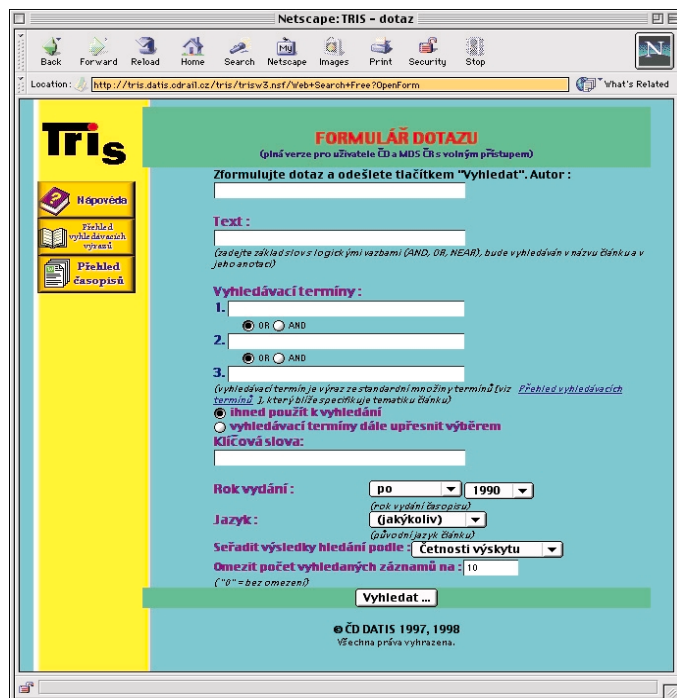 Netscape: TRIS – dotaz
Back Forward Reload Home Search Netscape Images Print Security Stop
My
N
Location: http://tris.datis.cdrail.cz/tris/trisw3.nsf/Web+Search+Free?OpenForm What's Related
Tris
FORMULÁŘ DOTAZU
(plná verze pro uživatele ČD a MDS ČR s volným přístupem)
Zformulujte dotaz a odešlete tlačítkem "Vyhledat". Autor :
Nápověda
Přehled
vyhledávacích
výrazů
Přehled
časopisů
Text :
(zadejte základ slov s logickými vazbami (AND, OR, NEAR), bude vyhledáván v názvu článku a v
jeho anotaci)
Vyhledávací termíny :
1.
OR AND
2.
OR AND
3.
(vyhledávací termín je výraz ze standardní množiny termínů [viz Přehled vyhledávacích
termínů ], který blíže specifikuje tematiku článku)
ihned použít k vyhledání
vyhledávací termíny dále upřesnit výběrem
Klíčová slova:
Rok vydání : po 1990
(rok vydání časopisu)
Jazyk : (jakýkoliv)
(původní jazyk článku)
Seřadit výsledky hledání podle : Četnosti výskytu
Omezit počet vyhledaných záznamů na : 10
( "0" = bez omezení)
Vyhledat ...
© ČD DATIS 1997, 1998
Všechna práva vyhrazena.